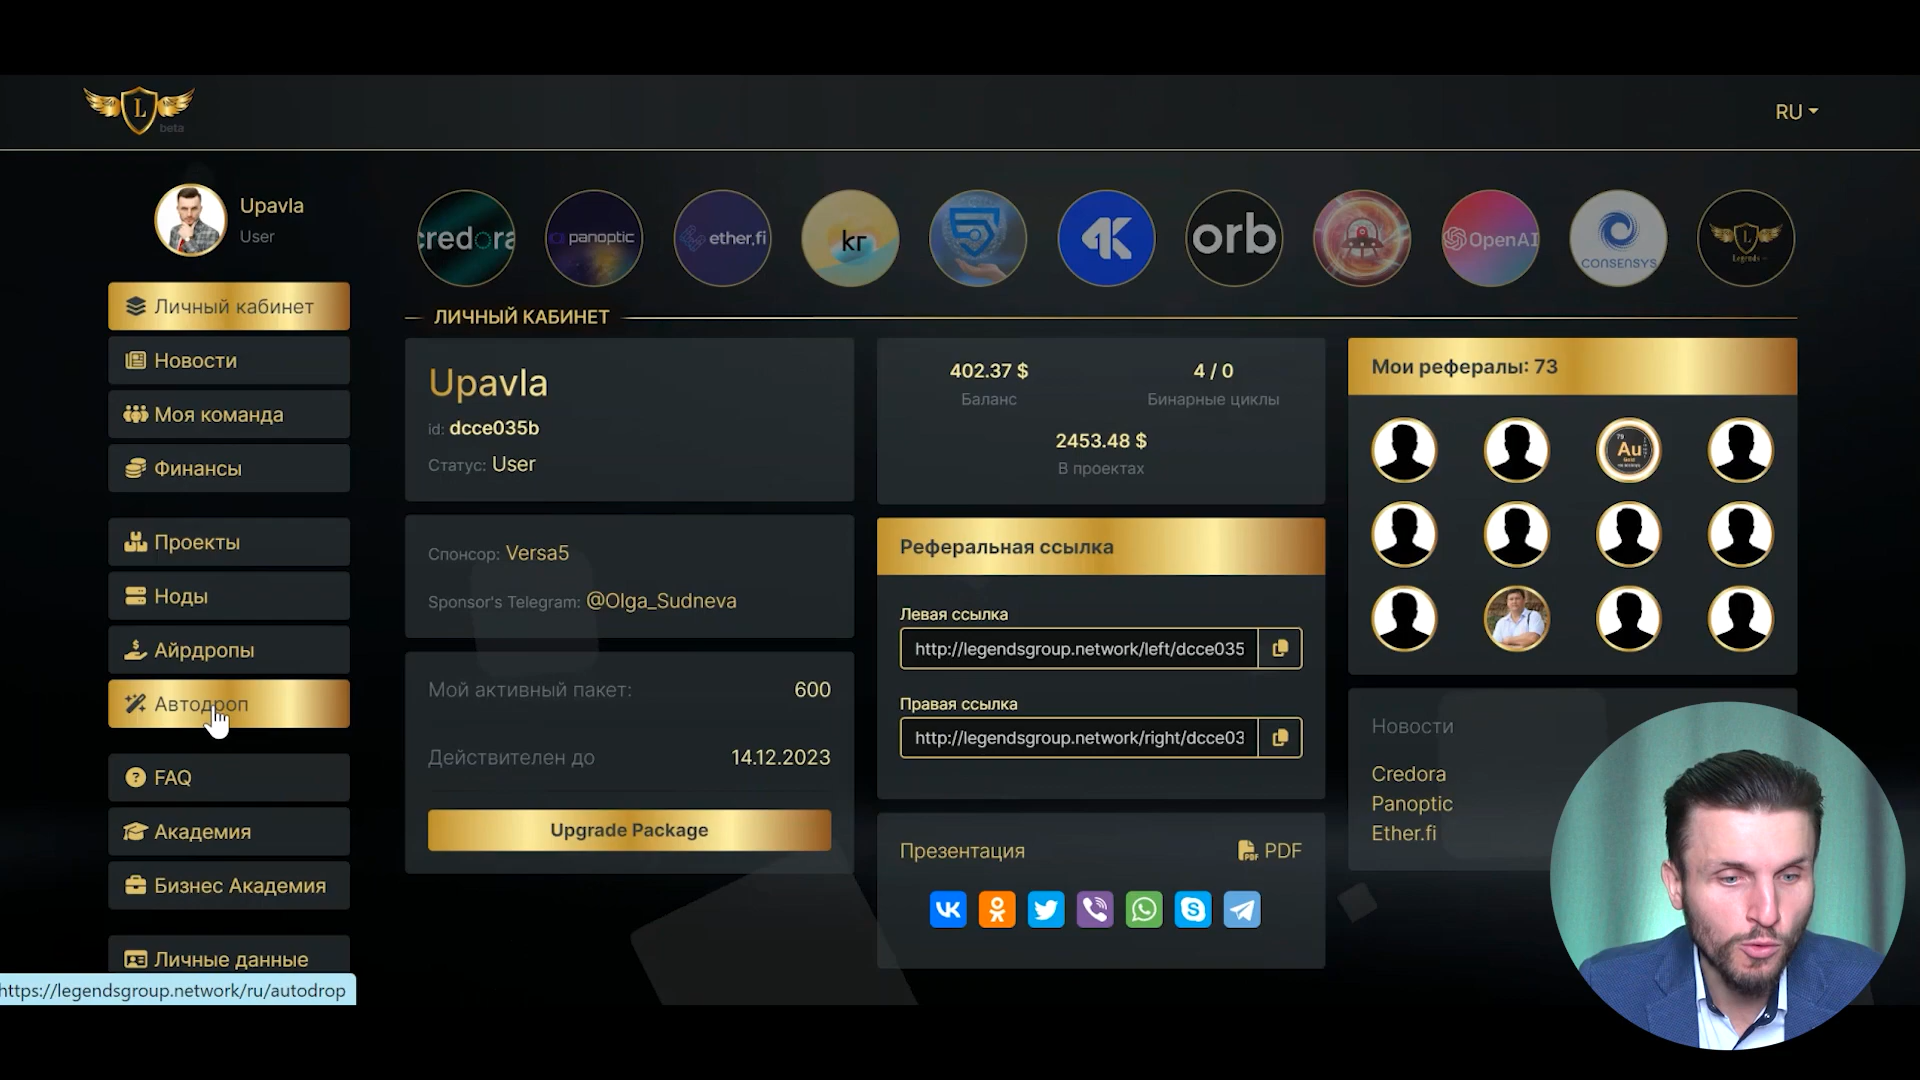 L
beta
RU
Upavla
User
credora
panoptic
ether.fi
kr
4K
orb
OpenAI
CONSENSYS
L
Legends
ЛИЧНЫЙ КАБИНЕТ
Личный кабинет
Новости
Моя команда
Финансы
Проекты
Ноды
Айрдропы
Автодроп
FAQ
Академия
Бизнес Академия
Личные данные
https://legendsgroup.network/ru/autodrop
Upavla
id: dcce035b
Статус: User
Спонсор: Versa5
Sponsor's Telegram: @Olga_Sudneva
Мой активный пакет: 600
Действителен до 14.12.2023
Upgrade Package
402.37 $
Баланс
4 / 0
Бинарные циклы
2453.48 $
В проектах
Реферальная ссылка
Левая ссылка
http://legendsgroup.network/left/dcce035
Правая ссылка
http://legendsgroup.network/right/dcce03
Презентация
PDF
Мои рефералы: 73
79
Au
Новости
Credora
Panoptic
Ether.fi